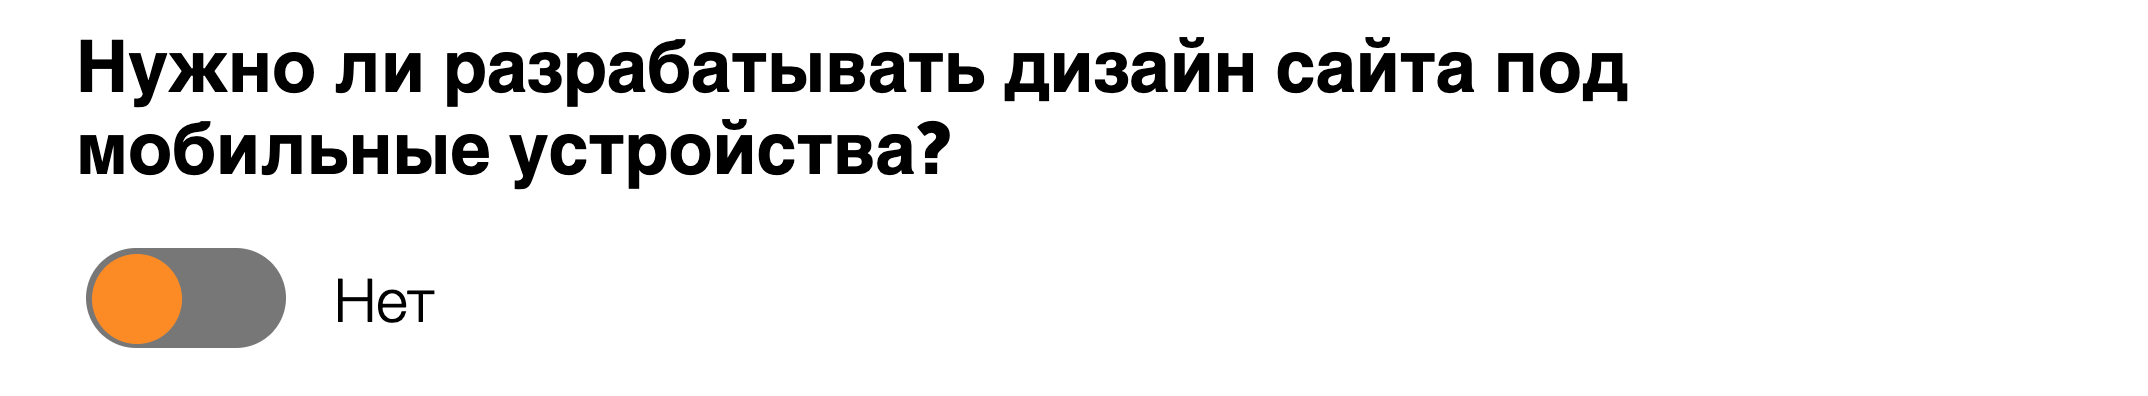 Нужно ли разрабатывать дизайн сайта под
мобильные устройства?
Нет